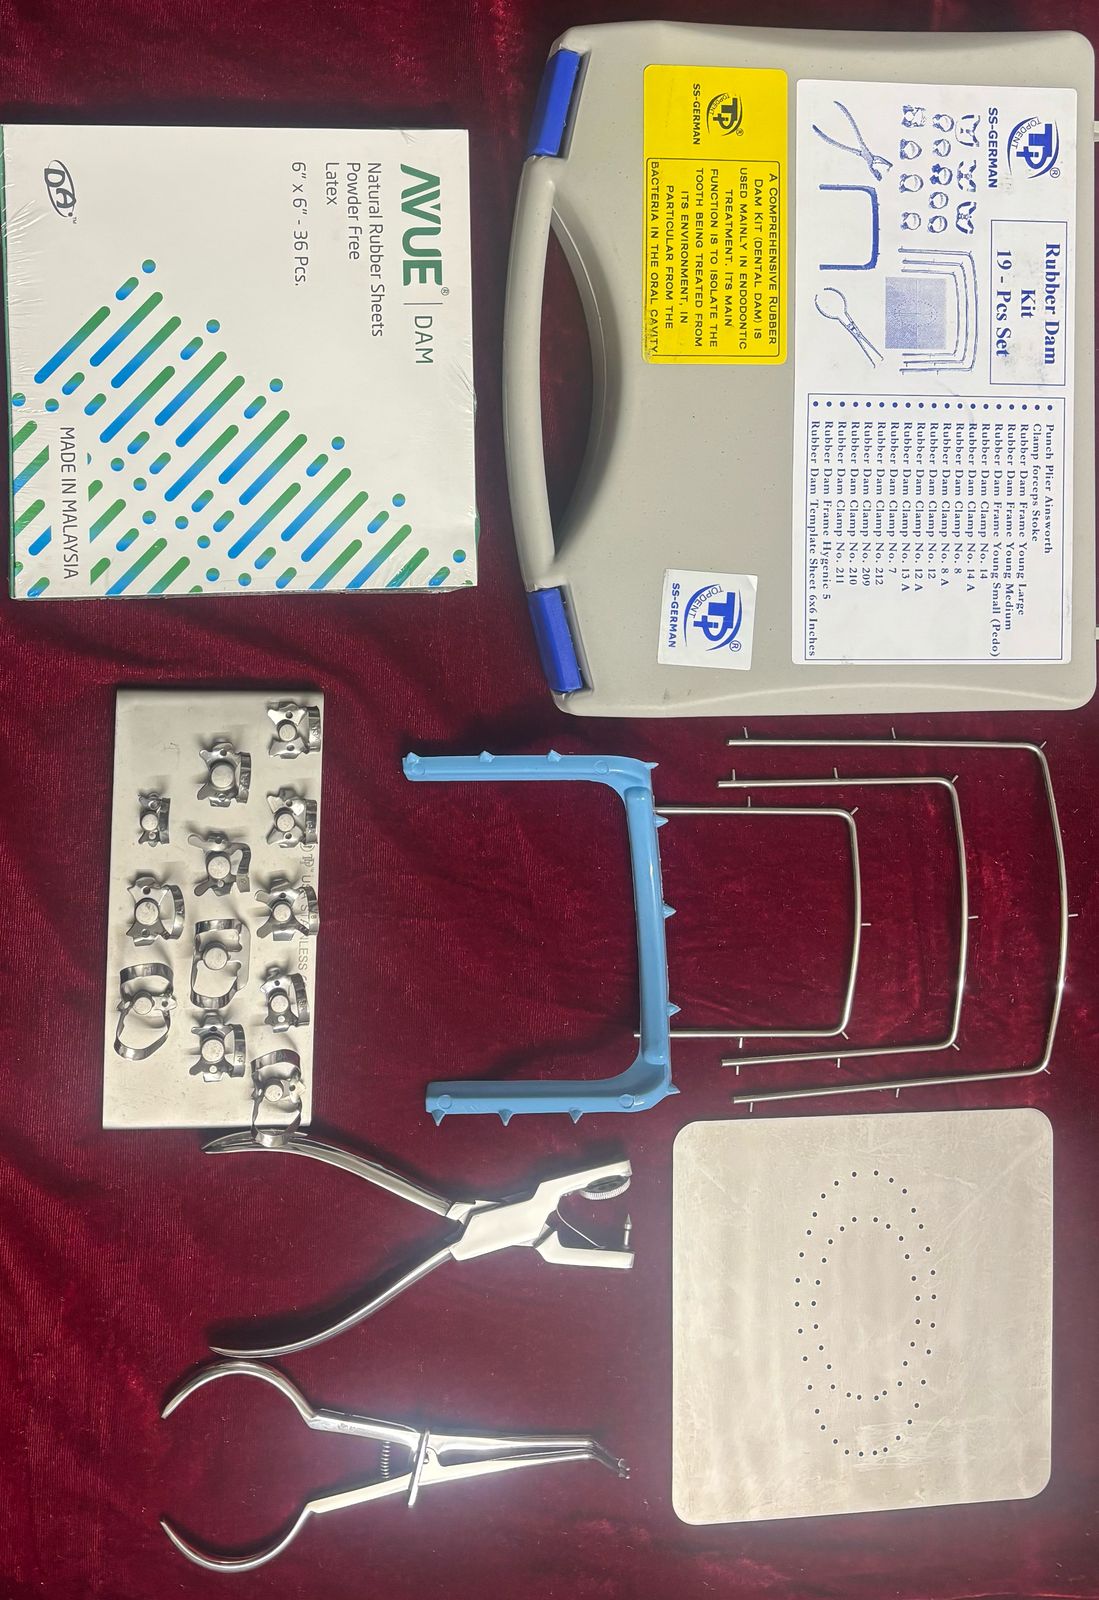 AVUE® | DAM
Natural Rubber Sheets
Powder Free
Latex
6" x 6" - 36 Pcs.
DA™
MADE IN MALAYSIA
TP®
TOPDENT
SS-GERMAN
A COMPREHENSIVE RUBBER
DAM KIT (DENTAL DAM) IS
USED MAINLY IN ENDODONTIC
TREATMENT. IT'S MAIN
FUNCTION IS TO ISOLATE THE
TOOTH BEING TREATED FROM
ITS ENVIRONMENT, IN
PARTICULAR FROM THE
BACTERIA IN THE ORAL CAVITY.
TP®
TOPDENT
SS-GERMAN
Rubber Dam
Kit
19 - Pcs Set
• Punch Plier Ainsworth
• Clamp forceps Stoke
• Rubber Dam Frame Young Large
• Rubber Dam Frame Young Medium
• Rubber Dam Frame Young Small (Pedo)
• Rubber Dam Clamp No. 14
• Rubber Dam Clamp No. 14 A
• Rubber Dam Clamp No. 8
• Rubber Dam Clamp No. 8 A
• Rubber Dam Clamp No. 12
• Rubber Dam Clamp No. 12 A
• Rubber Dam Clamp No. 13 A
• Rubber Dam Clamp No. 7
• Rubber Dam Clamp No. 212
• Rubber Dam Clamp No. 209
• Rubber Dam Clamp No. 210
• Rubber Dam Clamp No. 211
• Rubber Dam Frame Hygenic 5
• Rubber Dam Template Sheet 6x6 Inches
TP®
TOPDENT
SS-GERMAN